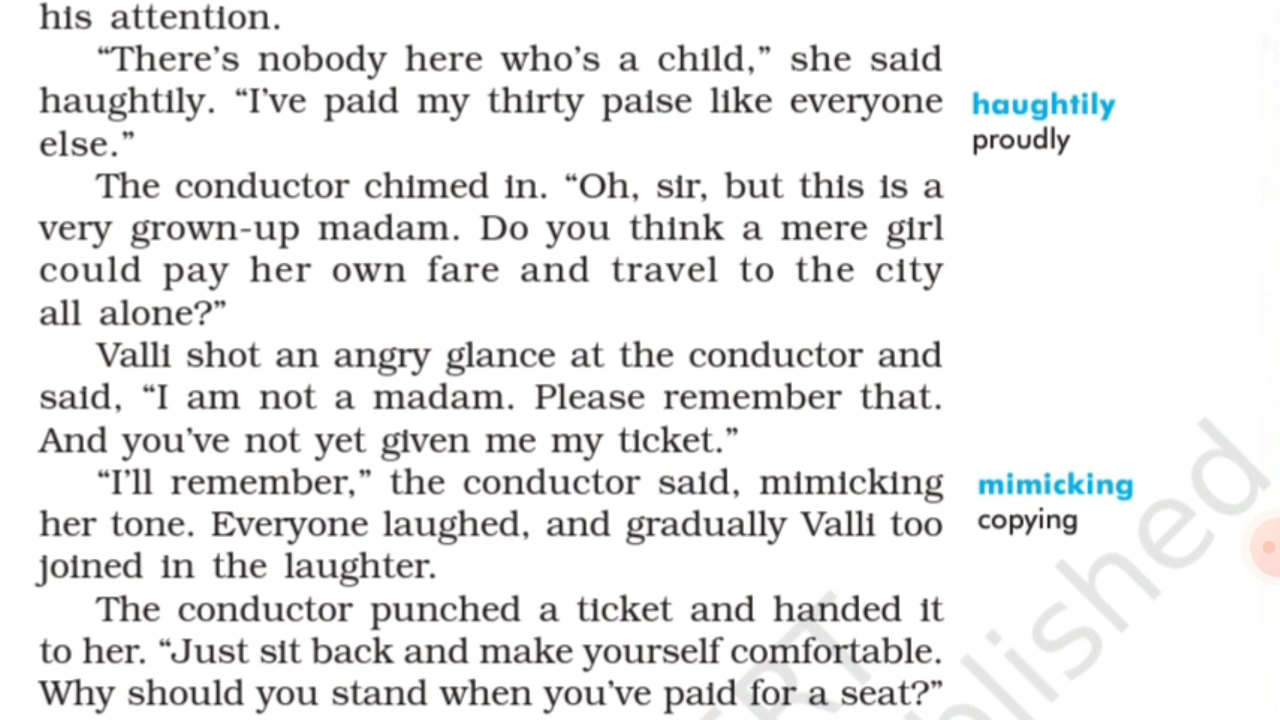 his attention.
“There’s nobody here who’s a child,” she said
haughtily. “I’ve paid my thirty paise like everyone
else.”
haughtily
proudly
The conductor chimed in. “Oh, sir, but this is a
very grown-up madam. Do you think a mere girl
could pay her own fare and travel to the city
all alone?”
Valli shot an angry glance at the conductor and
said, “I am not a madam. Please remember that.
And you’ve not yet given me my ticket.”
“I’ll remember,” the conductor said, mimicking
her tone. Everyone laughed, and gradually Valli too
joined in the laughter.
mimicking
copying
The conductor punched a ticket and handed it
to her. “Just sit back and make yourself comfortable.
Why should you stand when you’ve paid for a seat?”